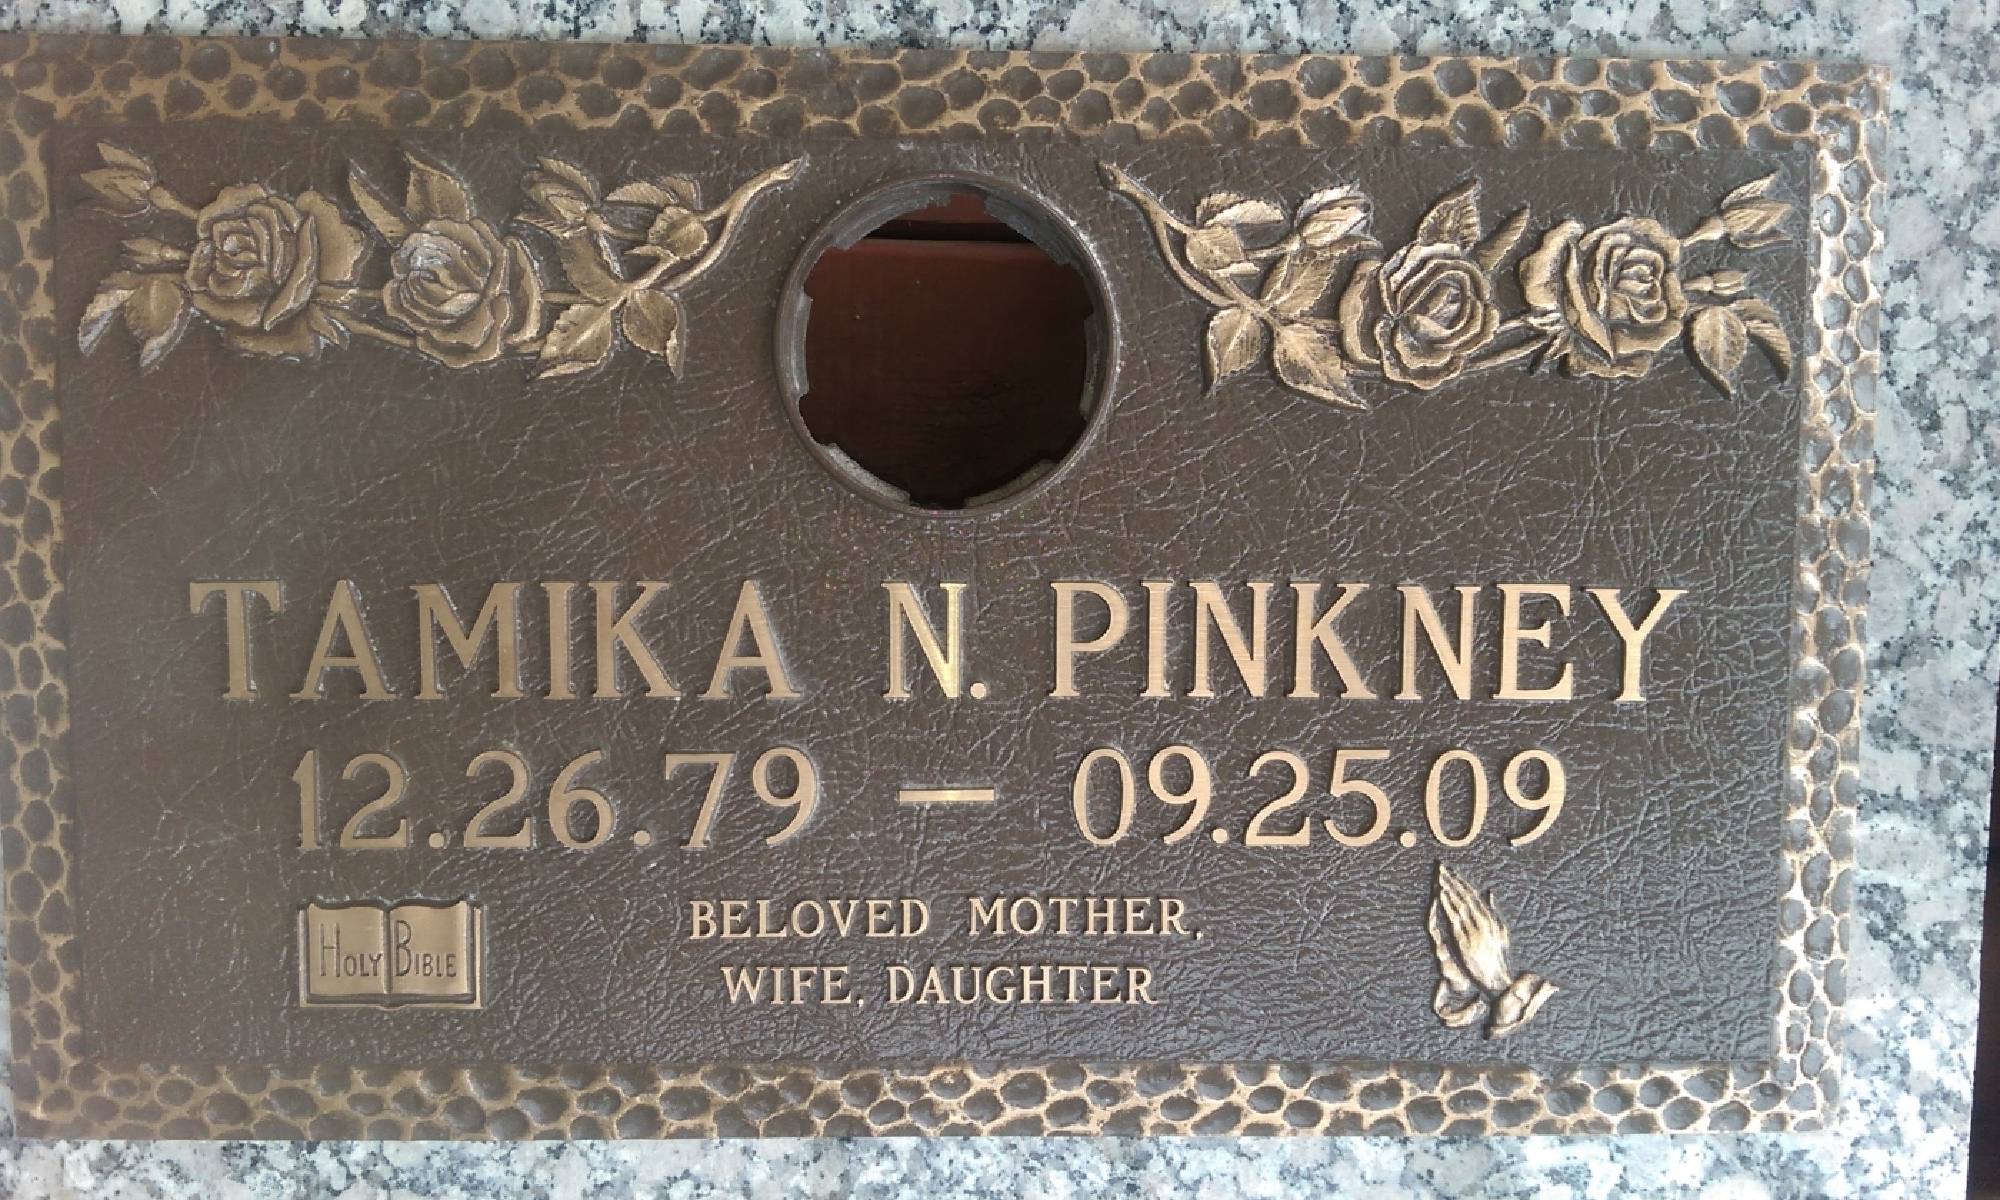 TAMIKA N. PINKNEY
12.26.79 — 09.25.09
HOLY BIBLE
BELOVED MOTHER,
WIFE, DAUGHTER